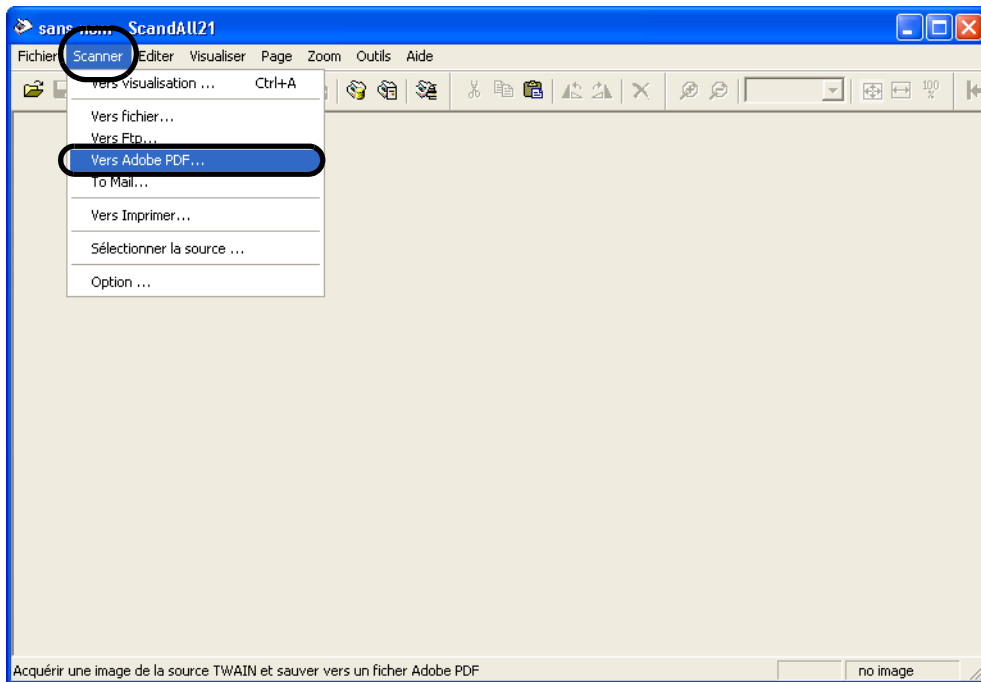 sans nom - ScandAll21
Fichier Scanner Editer Visualiser Page Zoom Outils Aide
Vers visualisation ... Ctrl+A
100 %
Vers fichier...
Vers Ftp...
Vers Adobe PDF...
To Mail...
Vers Imprimer...
Sélectionner la source ...
Option ...
Acquérir une image de la source TWAIN et sauver vers un ficher Adobe PDF no image